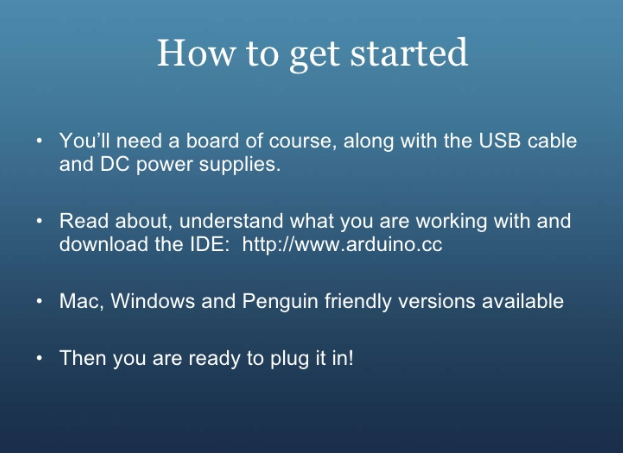 How to get started
• You’ll need a board of course, along with the USB cable
and DC power supplies.
• Read about, understand what you are working with and
download the IDE:  http://www.arduino.cc
• Mac, Windows and Penguin friendly versions available
• Then you are ready to plug it in!